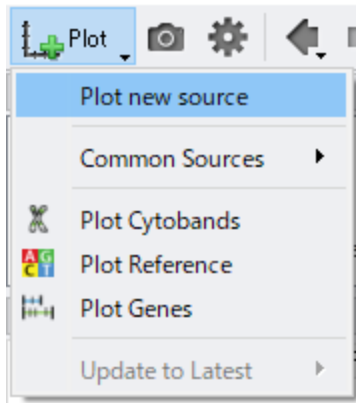 Plot
Plot new source
Common Sources
Plot Cytobands
A G
C T
Plot Reference
Plot Genes
Update to Latest